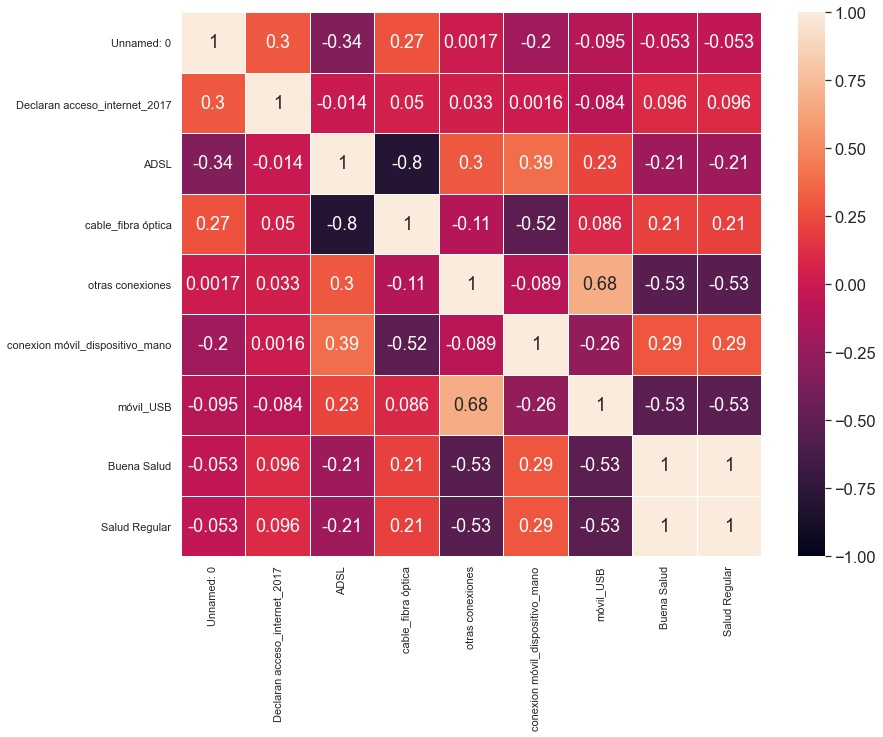 Unnamed: 0 1 0.3 -0.34 0.27 0.0017 -0.2 -0.095 -0.053 -0.053
Declaran acceso_internet_2017 0.3 1 -0.014 0.05 0.033 0.0016 -0.084 0.096 0.096
ADSL -0.34 -0.014 1 -0.8 0.3 0.39 0.23 -0.21 -0.21
cable_fibra óptica 0.27 0.05 -0.8 1 -0.11 -0.52 0.086 0.21 0.21
otras conexiones 0.0017 0.033 0.3 -0.11 1 -0.089 0.68 -0.53 -0.53
conexion móvil_dispositivo_mano -0.2 0.0016 0.39 -0.52 -0.089 1 -0.26 0.29 0.29
móvil_USB -0.095 -0.084 0.23 0.086 0.68 -0.26 1 -0.53 -0.53
Buena Salud -0.053 0.096 -0.21 0.21 -0.53 0.29 -0.53 1 1
Salud Regular -0.053 0.096 -0.21 0.21 -0.53 0.29 -0.53 1 1
Unnamed: 0
Declaran acceso_internet_2017
ADSL
cable_fibra óptica
otras conexiones
conexion móvil_dispositivo_mano
móvil_USB
Buena Salud
Salud Regular
1.00
0.75
0.50
0.25
0.00
−0.25
−0.50
−0.75
−1.00